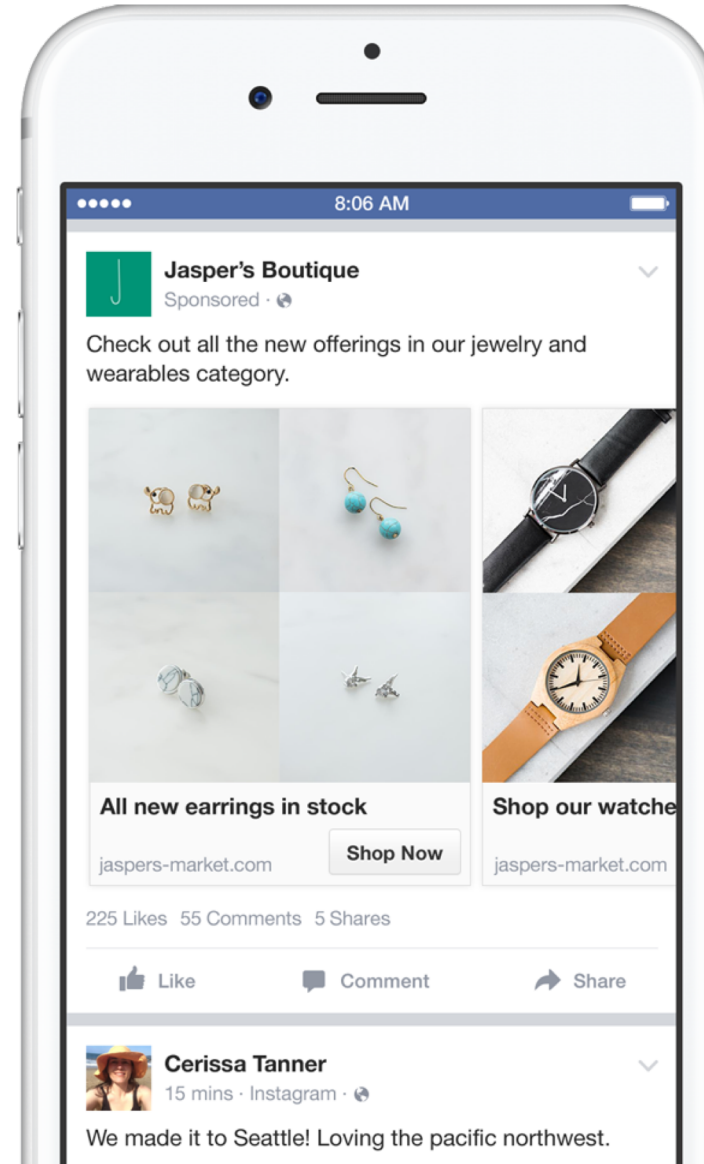 8:06 AM
J
Jasper’s Boutique
Sponsored ·
Check out all the new offerings in our jewelry and
wearables category.
All new earrings in stock
jaspers-market.com
Shop Now
Shop our watche
jaspers-market.com
225 Likes 55 Comments 5 Shares
Like Comment Share
Cerissa Tanner
15 mins · Instagram ·
We made it to Seattle! Loving the pacific northwest.